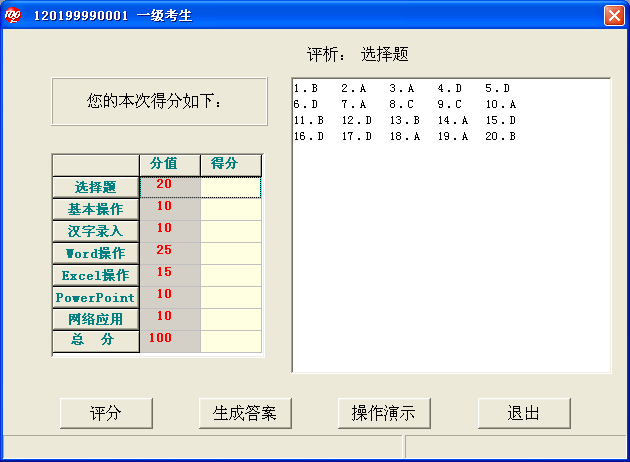 120199990001 一级考生
评析： 选择题
您的本次得分如下：
1.B 2.A 3.A 4.D 5.D
6.D 7.A 8.C 9.C 10.A
11.B 12.D 13.B 14.A 15.D
16.D 17.D 18.A 19.A 20.B
分值 得分
选择题 20
基本操作 10
汉字录入 10
Word操作 25
Excel操作 15
PowerPoint 10
网络应用 10
总 分 100
评分 生成答案 操作演示 退出